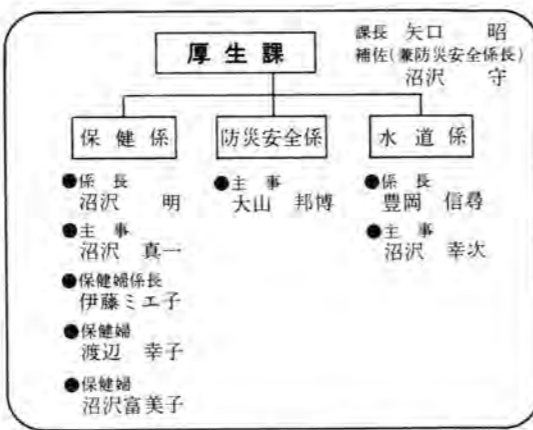 厚生課
課長 矢口 昭
補佐(兼防災安全係長)
沼沢 守
保健係
●係長
沼沢 明
●主事
沼沢 真一
●保健婦係長
伊藤ミエ子
●保健婦
渡辺 幸子
●保健婦
沼沢富美子
防災安全係
●主事
大山 邦博
水道係
●係長
豊岡 信尋
●主事
沼沢 幸次